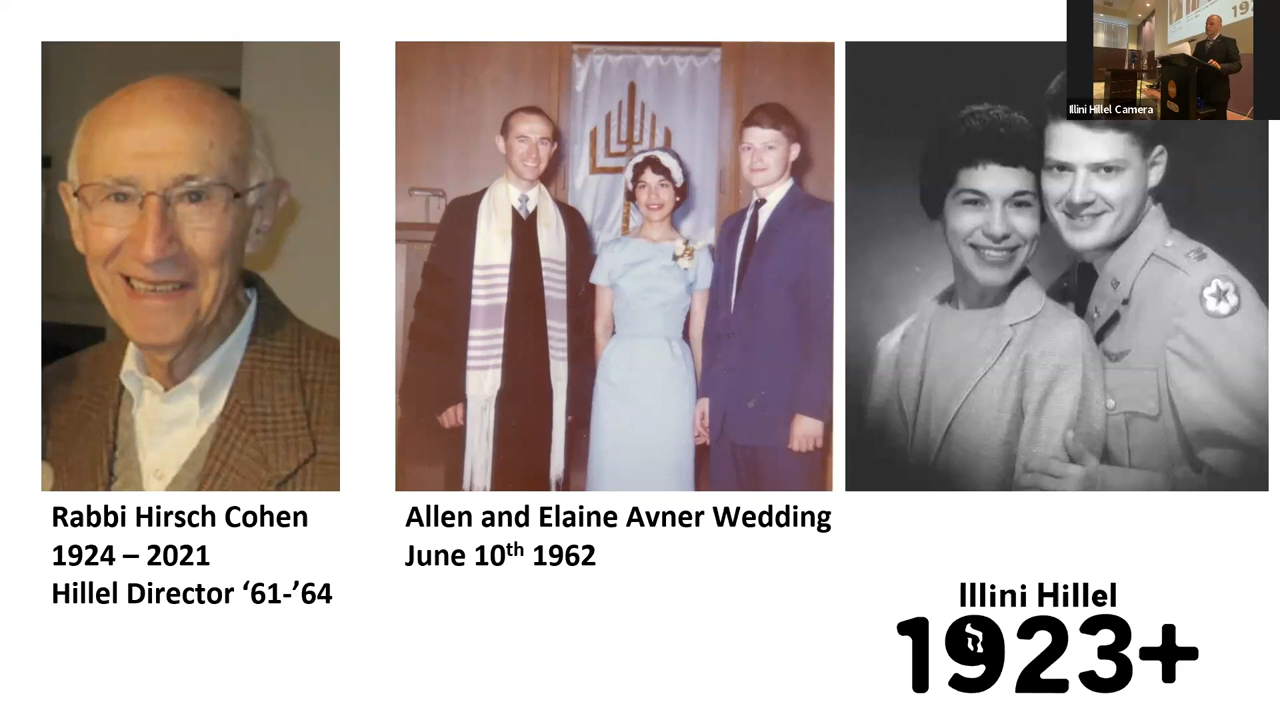 Illini Hillel Camera
Rabbi Hirsch Cohen
1924 – 2021
Hillel Director ‘61-’64
Allen and Elaine Avner Wedding
June 10th 1962
Illini Hillel
1923+